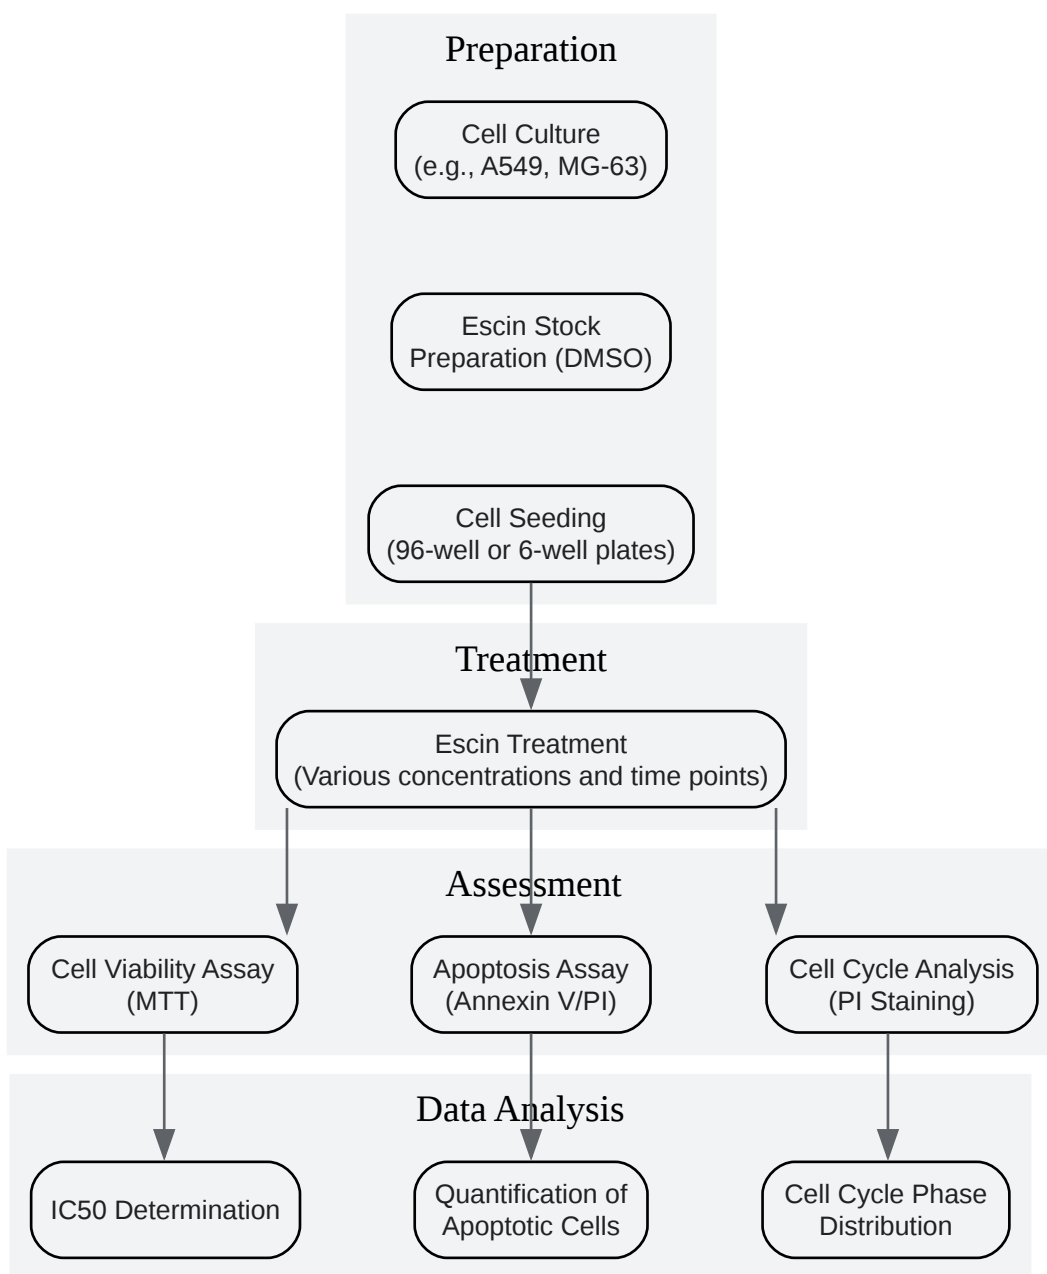 Preparation
Cell Culture
(e.g., A549, MG-63)
Escin Stock
Preparation (DMSO)
Cell Seeding
(96-well or 6-well plates)
Treatment
Escin Treatment
(Various concentrations and time points)
Assessment
Cell Viability Assay
(MTT)
Apoptosis Assay
(Annexin V/PI)
Cell Cycle Analysis
(PI Staining)
Data Analysis
IC50 Determination
Quantification of
Apoptotic Cells
Cell Cycle Phase
Distribution